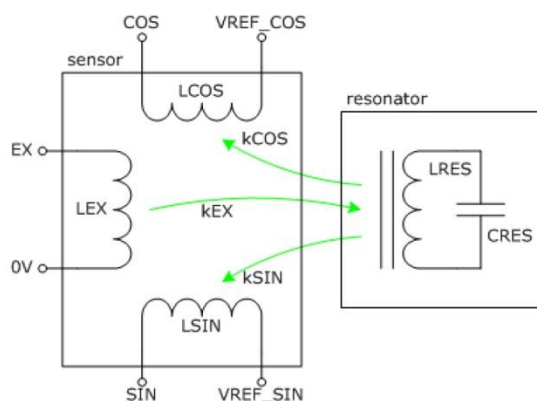 COS VREF_COS
sensor
LCOS
resonator
kCOS
EX
LRES
LEX
kEX
CRES
0V
kSIN
LSIN
SIN VREF_SIN